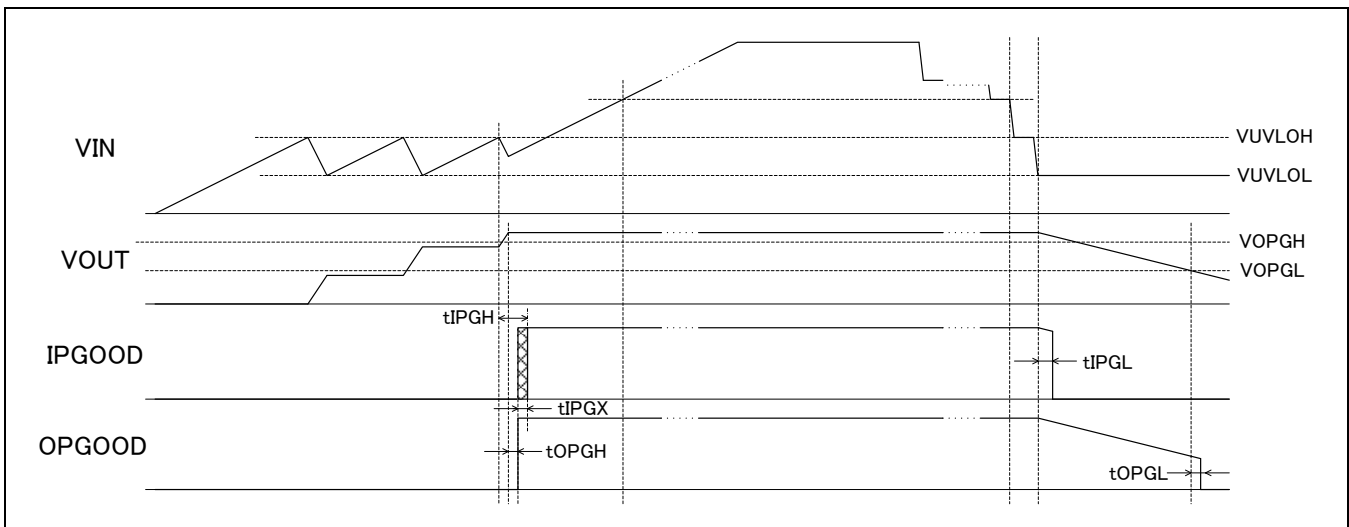 VIN
VUVLOH
VUVLOL
VOUT
VOPGH
VOPGL
tIPGH
IPGOOD
tIPGL
tIPGX
OPGOOD
tOPGH
tOPGL